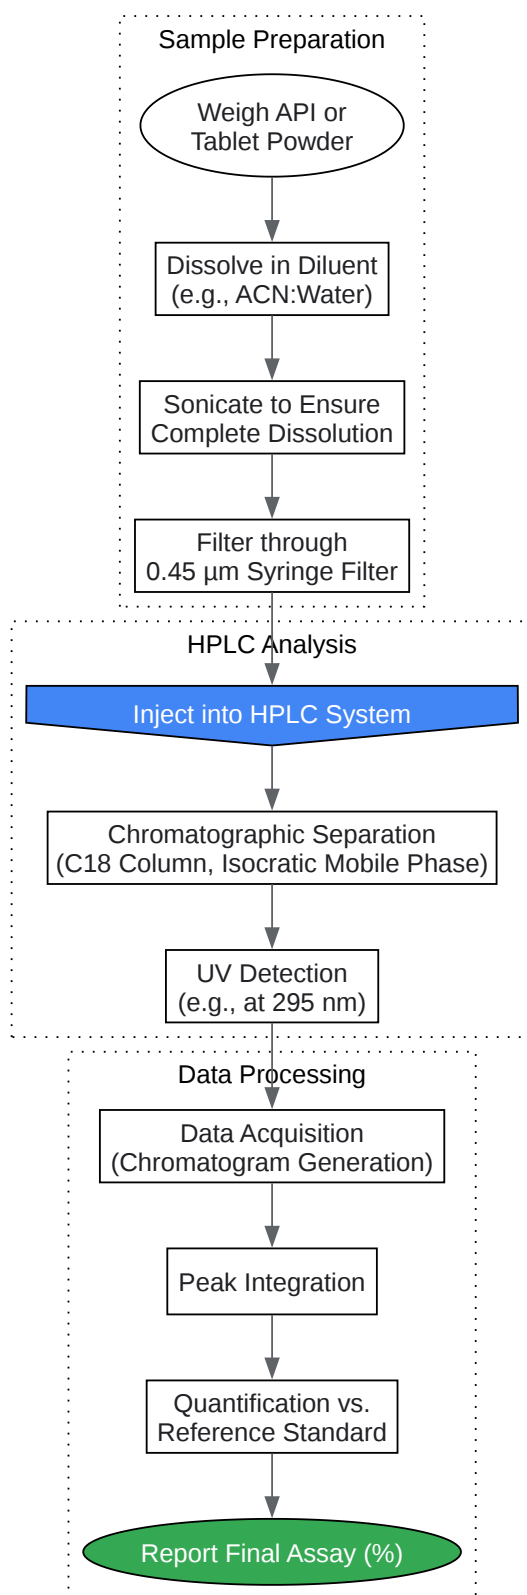 Sample Preparation
Weigh API or
Tablet Powder
Dissolve in Diluent
(e.g., ACN:Water)
Sonicate to Ensure
Complete Dissolution
Filter through
0.45 µm Syringe Filter
HPLC Analysis
Inject into HPLC System
Chromatographic Separation
(C18 Column, Isocratic Mobile Phase)
UV Detection
(e.g., at 295 nm)
Data Processing
Data Acquisition
(Chromatogram Generation)
Peak Integration
Quantification vs.
Reference Standard
Report Final Assay (%)